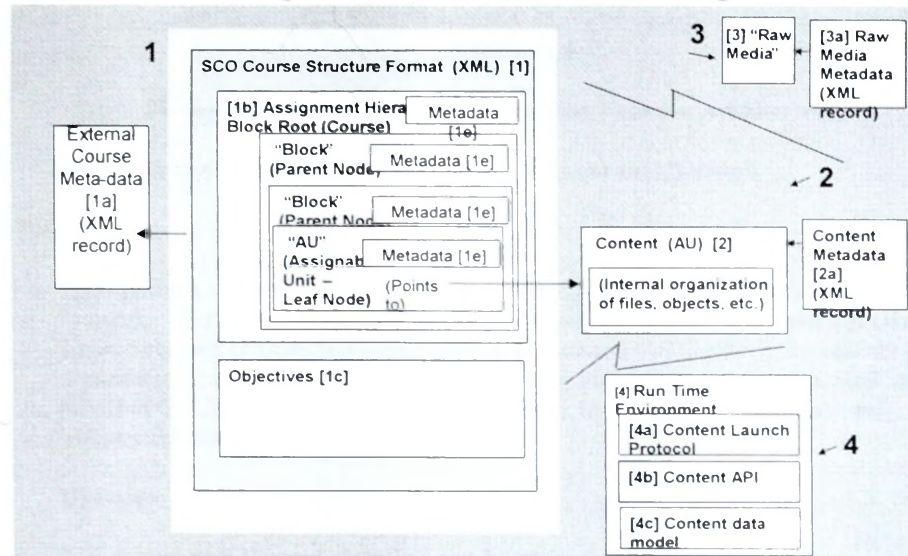 1
SCO Course Structure Format (XML) [1]
External
Course
Meta-data
[1a]
(XML
record)
[1b] Assignment Hiera
Block Root (Course)
Metadata
[1e]
"Block"
(Parent Node)
Metadata [1e]
"Block"
(Parent Node
Metadata [1e]
"AU"
(Assignab
Unit –
Leaf Node)
Metadata [1e]
(Points
to)
Objectives [1c]
3
[3] "Raw
Media"
[3a] Raw
Media
Metadata
(XML
record)
2
Content (AU) [2]
(Internal organization
of files, objects, etc.)
Content
Metadata
[2a]
(XML
record)
[4] Run Time
Environment
[4a] Content Launch
Protocol
[4b] Content API
[4c] Content data
model
4